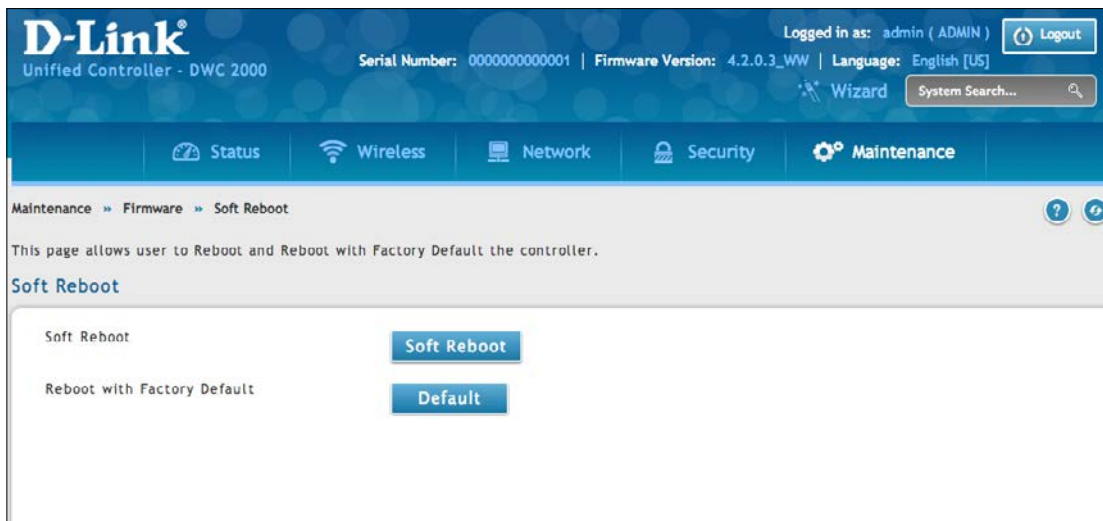 D-Link®
Unified Controller - DWC 2000
Logged in as: admin ( ADMIN )
Logout
Serial Number: 0000000000001 | Firmware Version: 4.2.0.3_WW | Language: English [US]
Wizard
System Search...
Status
Wireless
Network
Security
Maintenance
Maintenance » Firmware » Soft Reboot
?
This page allows user to Reboot and Reboot with Factory Default the controller.
Soft Reboot
Soft Reboot
Soft Reboot
Reboot with Factory Default
Default